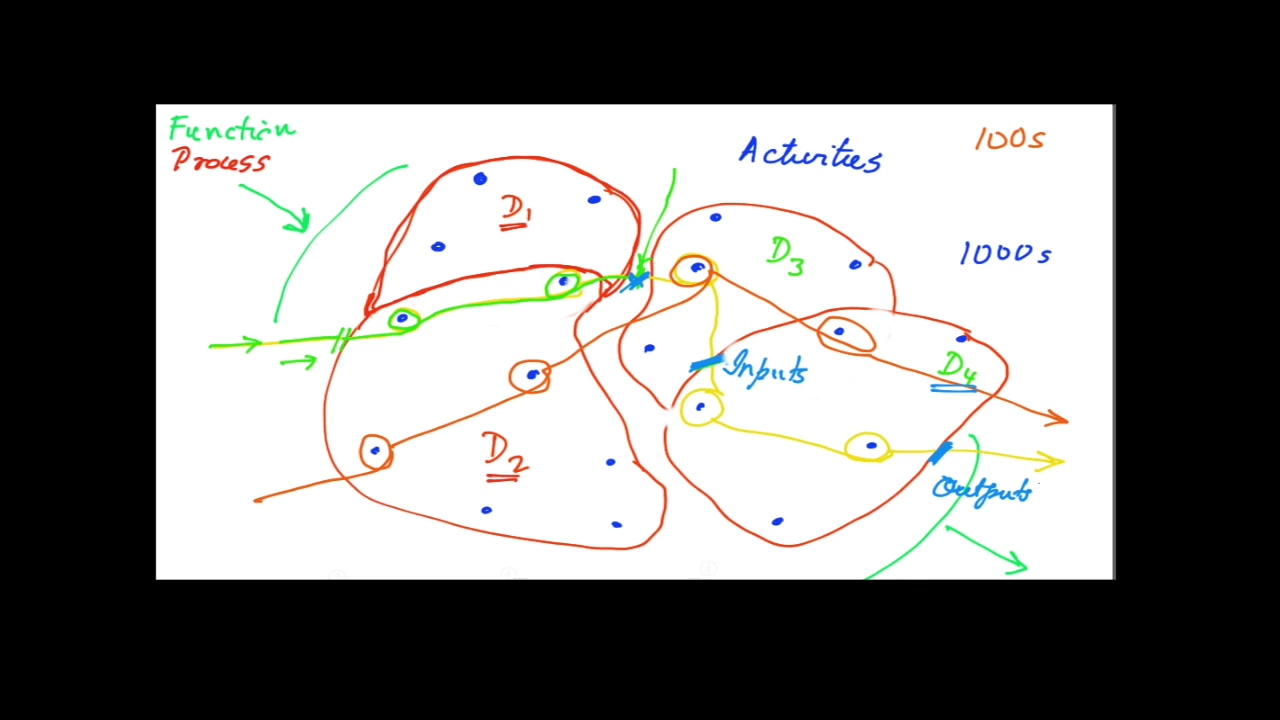 Function
Process
Activities
100s
1000s
D1
D3
D4
Inputs
D2
Outputs